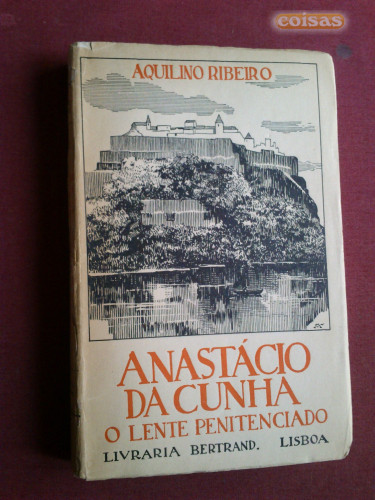 coisas
AQUILINO RIBEIRO
ANASTÁCIO
DA CUNHA
O LENTE PENITENCIADO
LIVRARIA BERTRAND. LISBOA